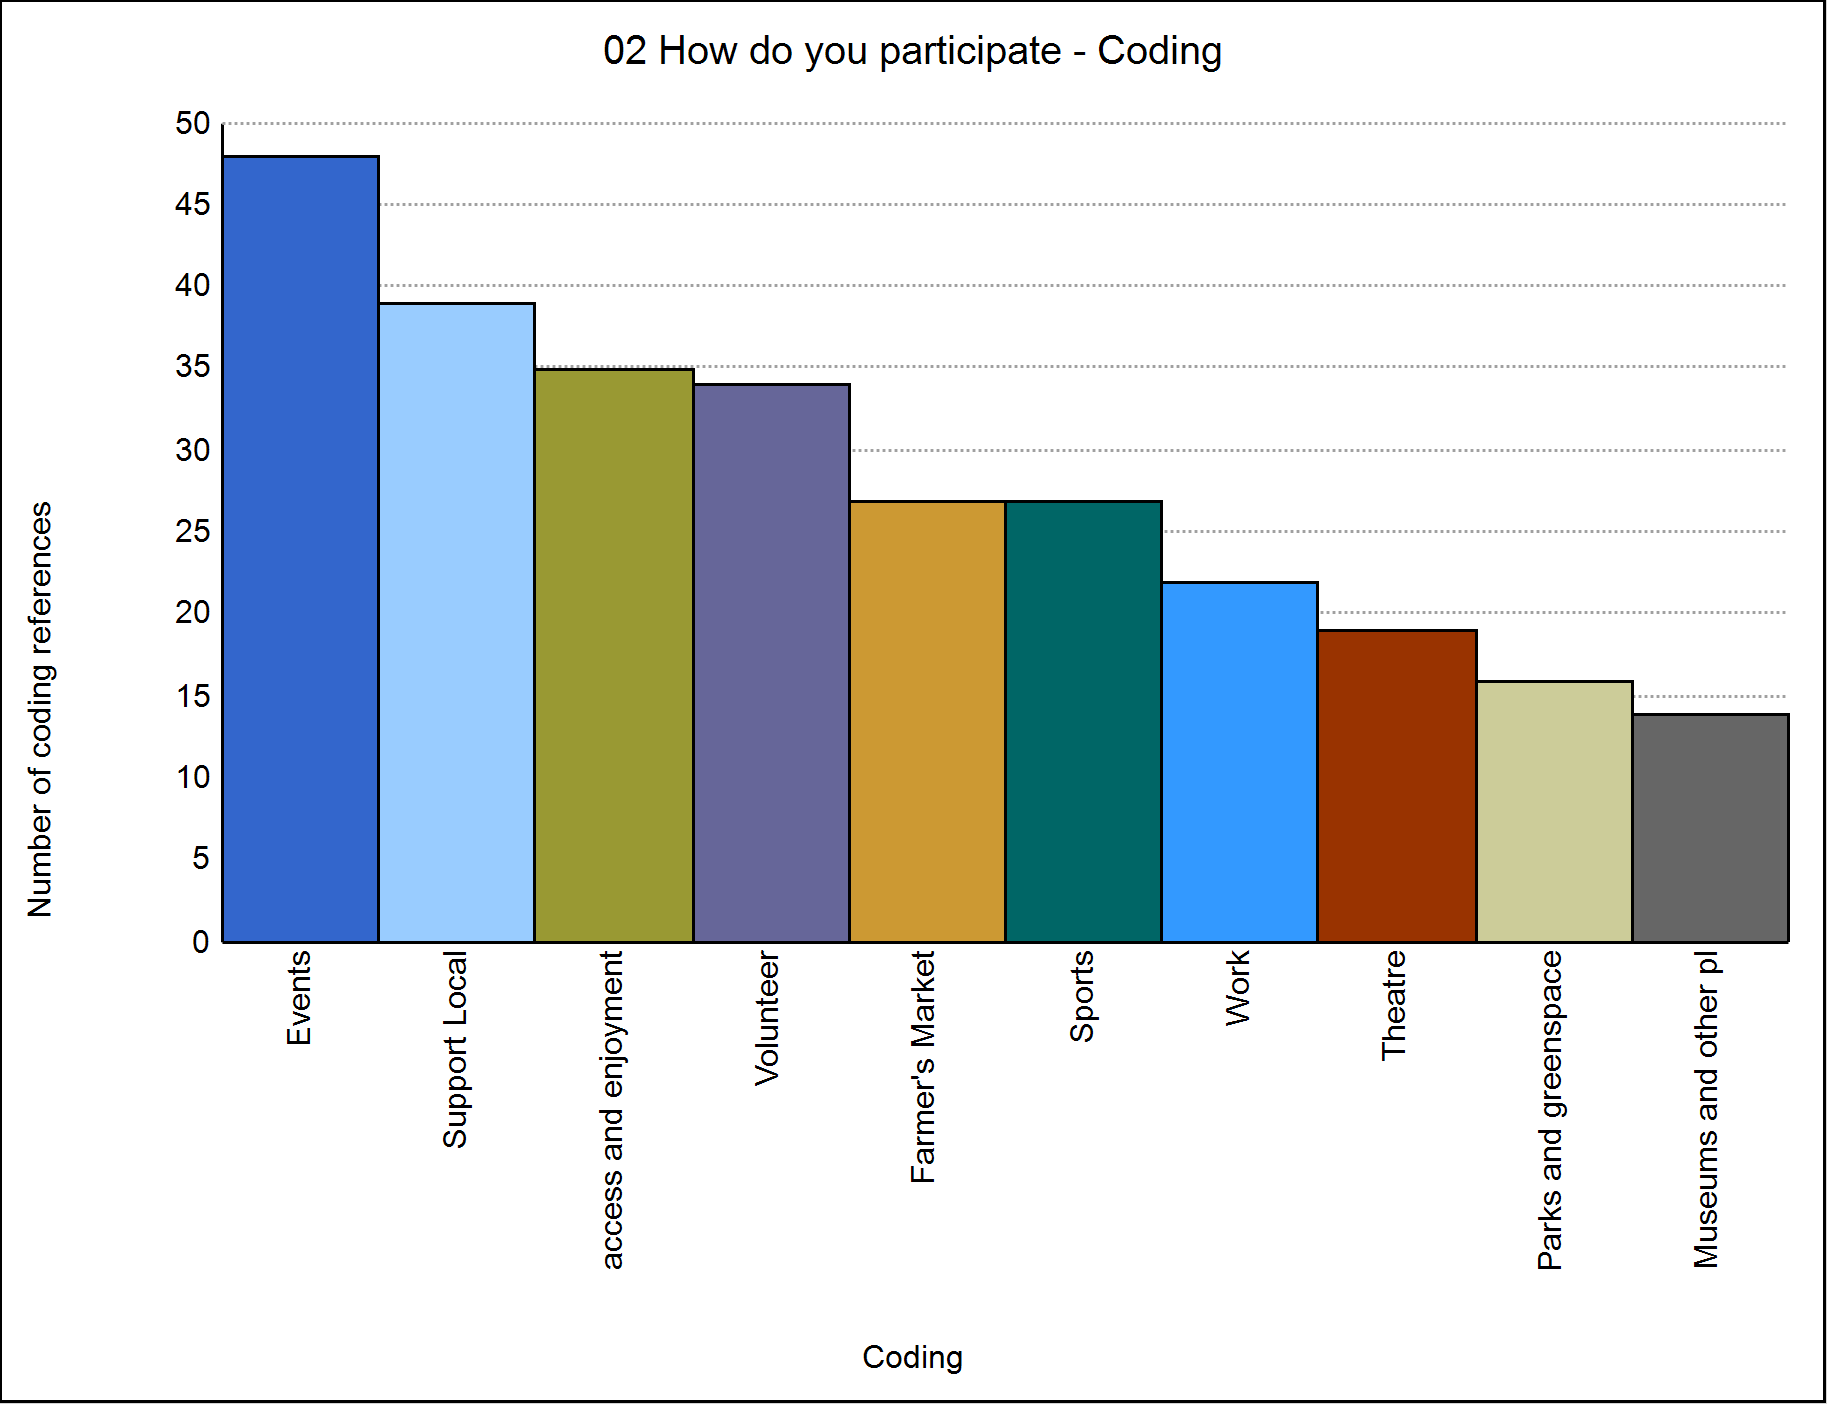 02 How do you participate - Coding
Number of coding references
50
45
40
35
30
25
20
15
10
5
0
Events
Support Local
access and enjoyment
Volunteer
Farmer's Market
Sports
Work
Theatre
Parks and greenspace
Museums and other pl
Coding